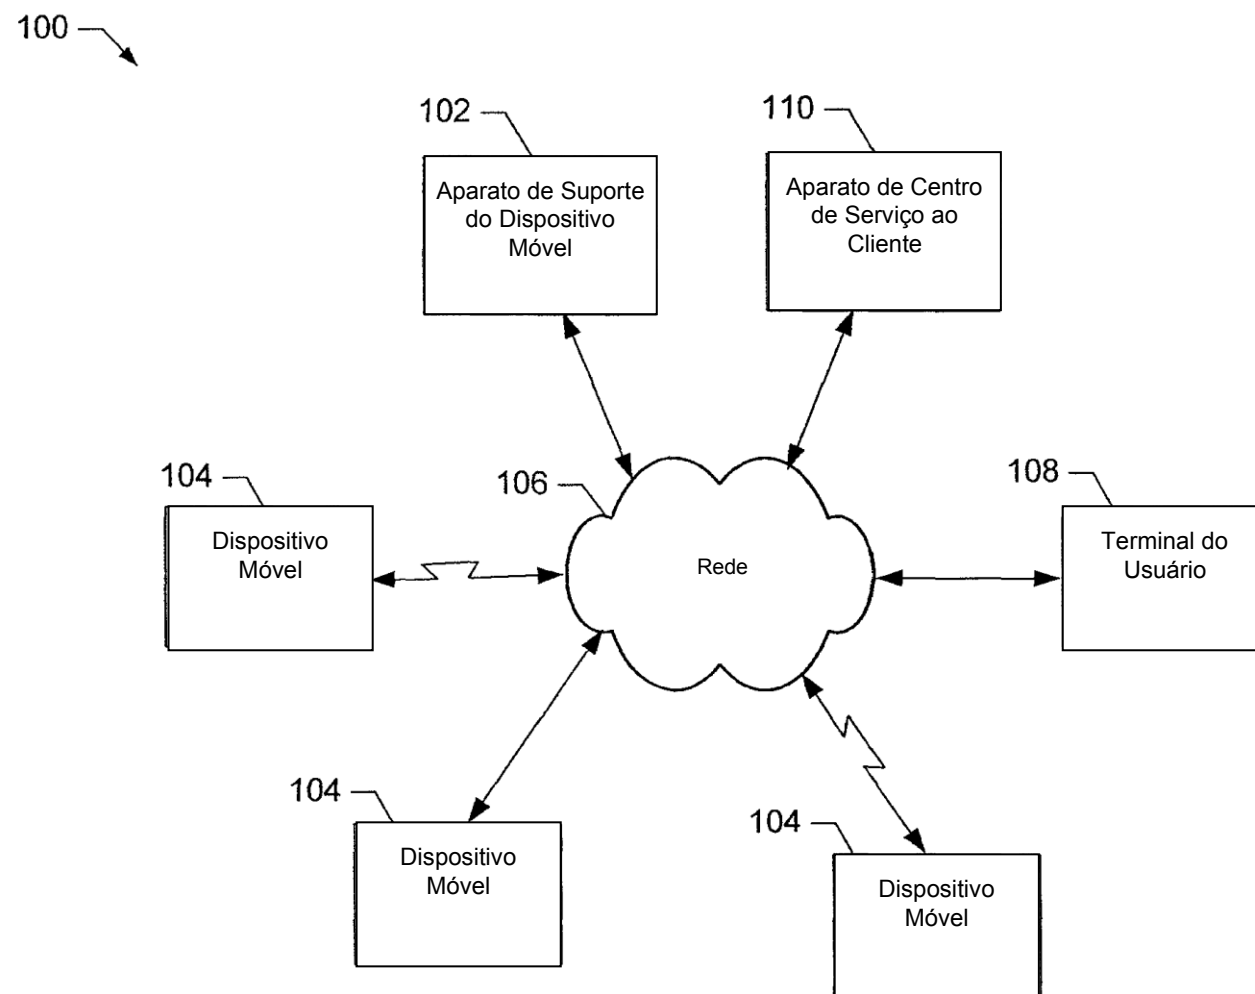 100
102
110
Aparato de Suporte
do Dispositivo
Móvel
Aparato de Centro
de Serviço ao
Cliente
104
106
108
Dispositivo
Móvel
Rede
Terminal do
Usuário
104
104
Dispositivo
Móvel
Dispositivo
Móvel